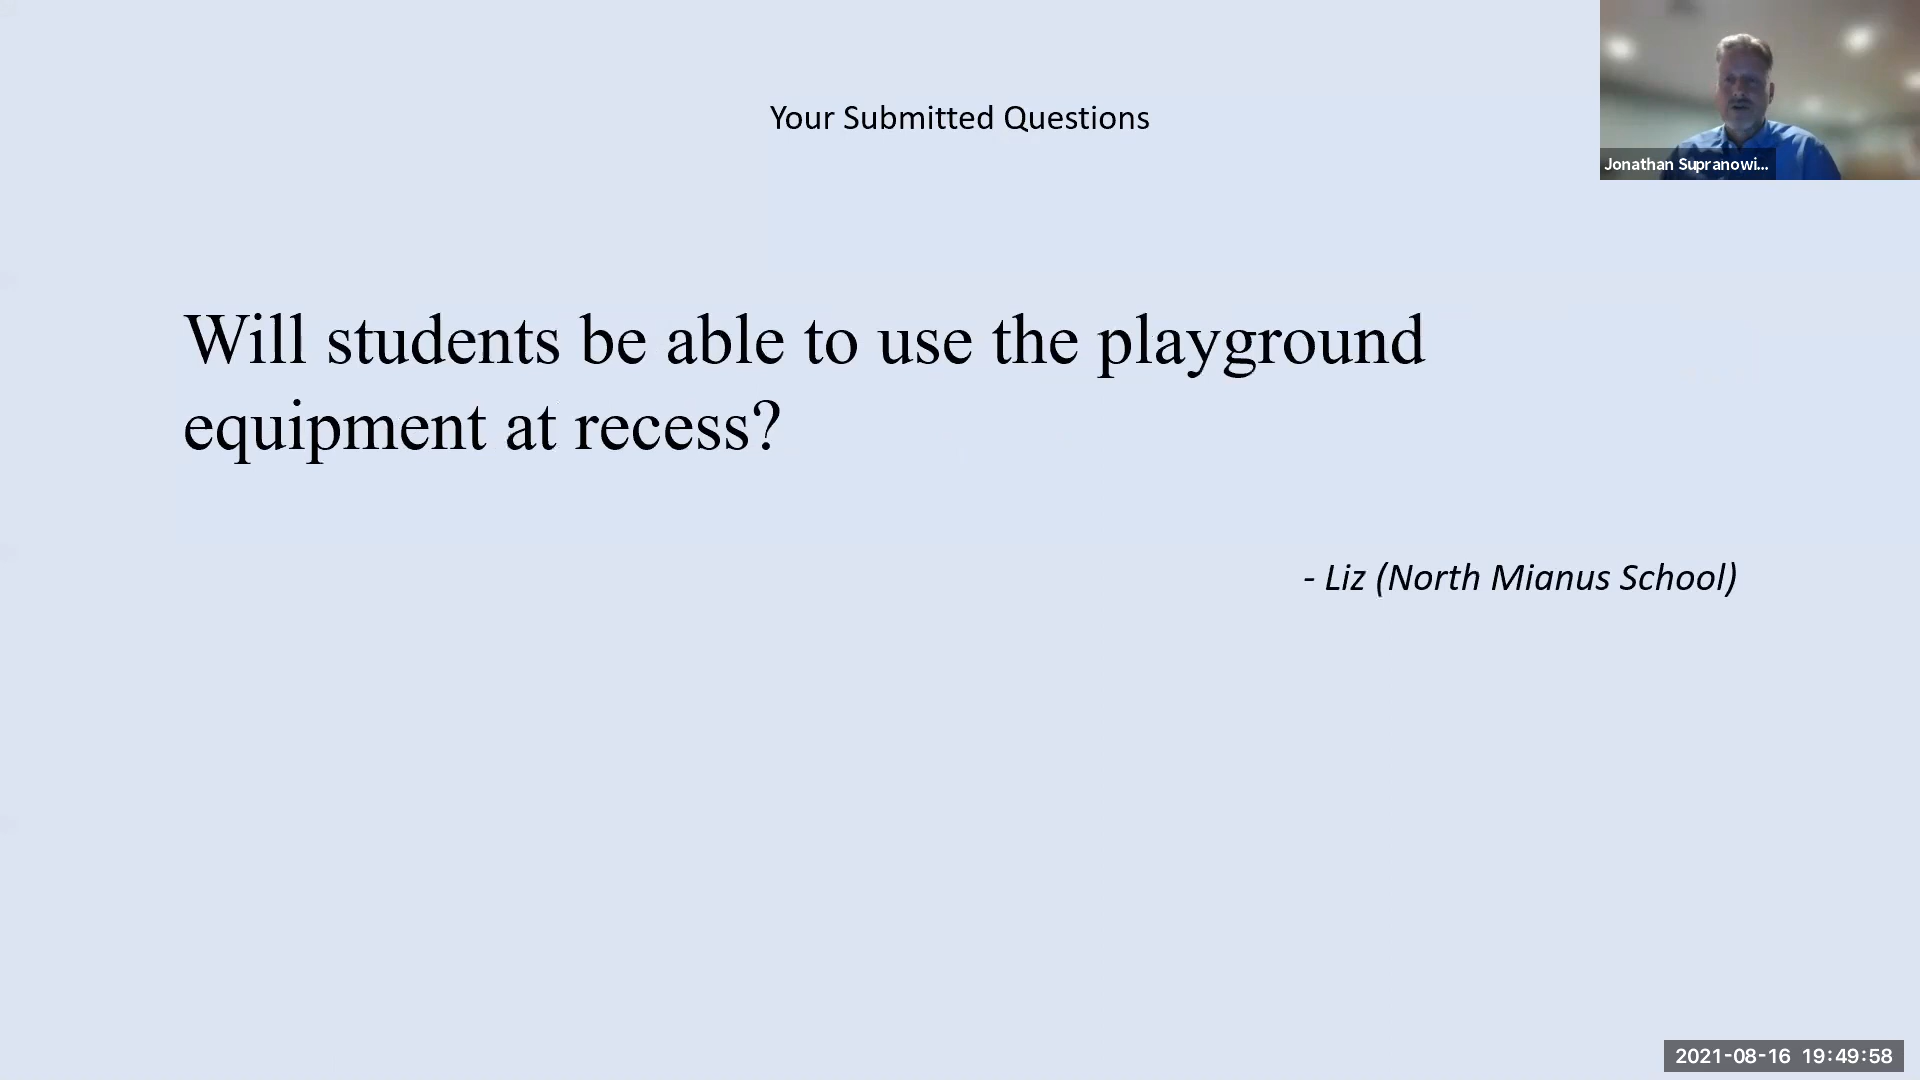 Your Submitted Questions
Jonathan Supranowi...
Will students be able to use the playground
equipment at recess?
- Liz (North Mianus School)
2021-08-16 19:49:58